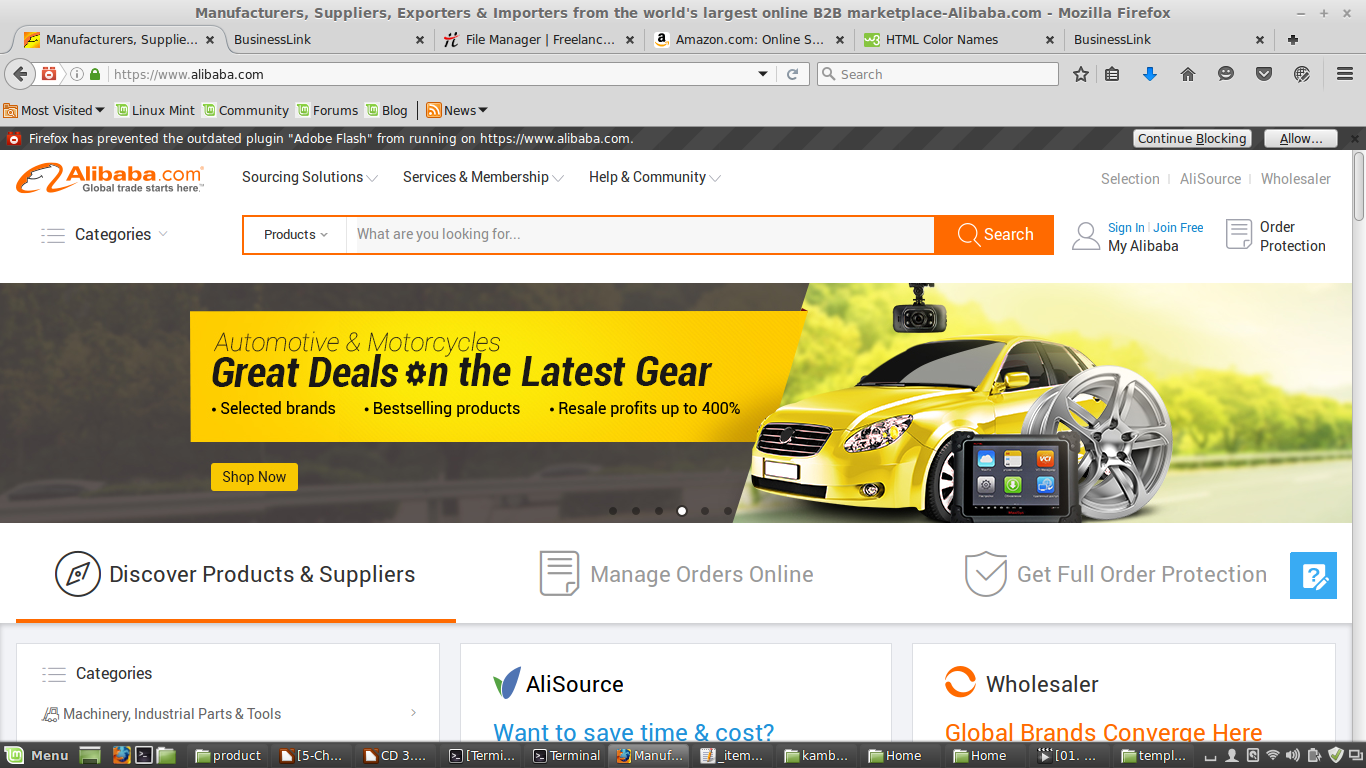 Manufacturers, Suppliers, Exporters & Importers from the world's largest online B2B marketplace-Alibaba.com - Mozilla Firefox
Manufacturers, Supplie... BusinessLink File Manager | Freelanc... Amazon.com: Online S... HTML Color Names BusinessLink
https://www.alibaba.com Search
Most Visited Linux Mint Community Forums Blog News
Firefox has prevented the outdated plugin "Adobe Flash" from running on https://www.alibaba.com. Continue Blocking Allow...
Alibaba.com Sourcing Solutions Services & Membership Help & Community Selection AliSource Wholesaler
Global trade starts here.™
Categories Products What are you looking for... Search Sign In Join Free Order
My Alibaba Protection
Automotive & Motorcycles
Great Deals on the Latest Gear
• Selected brands • Bestselling products • Resale profits up to 400%
VCI
Shop Now
Discover Products & Suppliers Manage Orders Online Get Full Order Protection
Categories AliSource Wholesaler
Machinery, Industrial Parts & Tools
Want to save time & cost? Global Brands Converge Here
Menu product [5-Ch... CD 3.... [Termi... Terminal Manuf... _item... kamb... Home Home [01. ... templ...